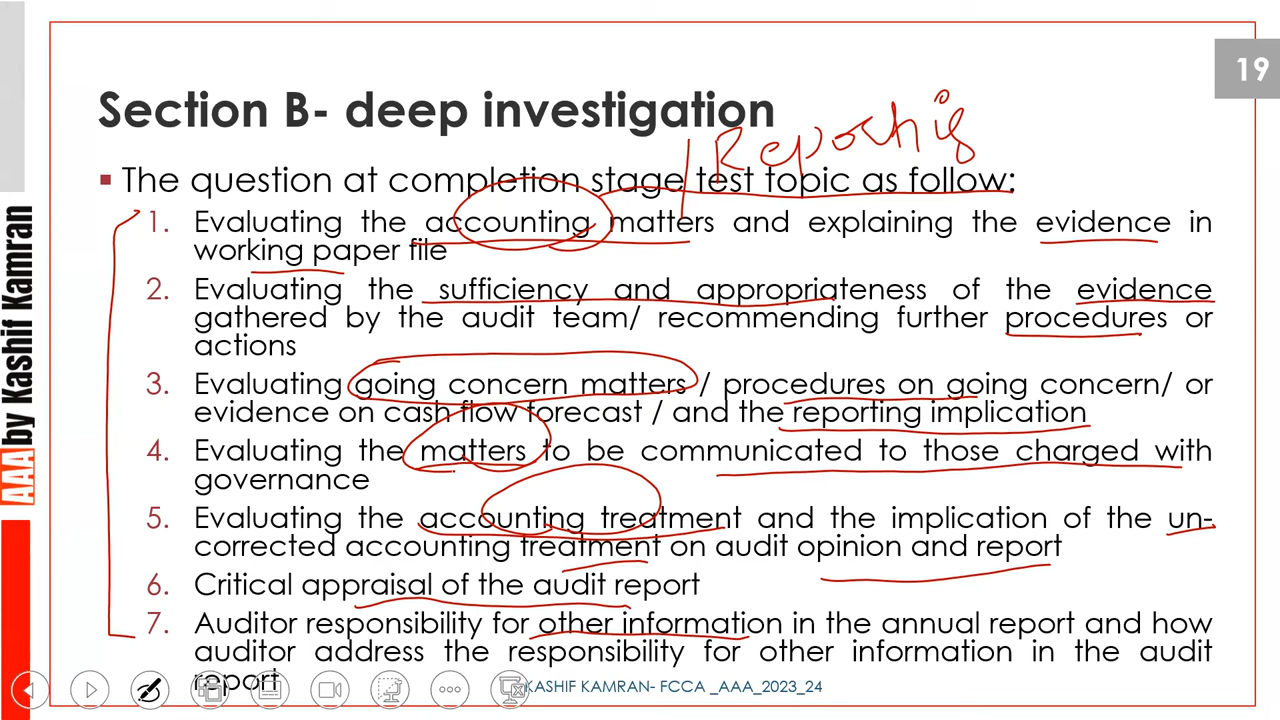 19
Section B- deep investigation
/Reporting
The question at completion stage test topic as follow:
1. Evaluating the accounting matters and explaining the evidence in
working paper file
2. Evaluating the sufficiency and appropriateness of the evidence
gathered by the audit team/ recommending further procedures or
actions
3. Evaluating going concern matters / procedures on going concern/ or
evidence on cash flow forecast / and the reporting implication
4. Evaluating the matters to be communicated to those charged with
governance
5. Evaluating the accounting treatment and the implication of the un-
corrected accounting treatment on audit opinion and report
6. Critical appraisal of the audit report
7. Auditor responsibility for other information in the annual report and how
auditor address the responsibility for other information in the audit
report
KASHIF KAMRAN- FCCA _AAA_2023_24
AAA by Kashif Kamran